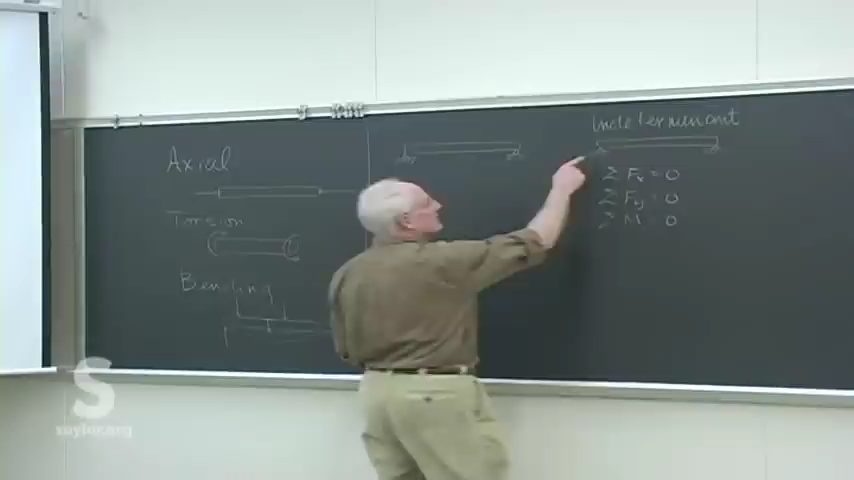 Axial
Torsion
Bending
Indeterminant
Σ Fx = 0
Σ Fy = 0
Σ M = 0
S
saylor.org